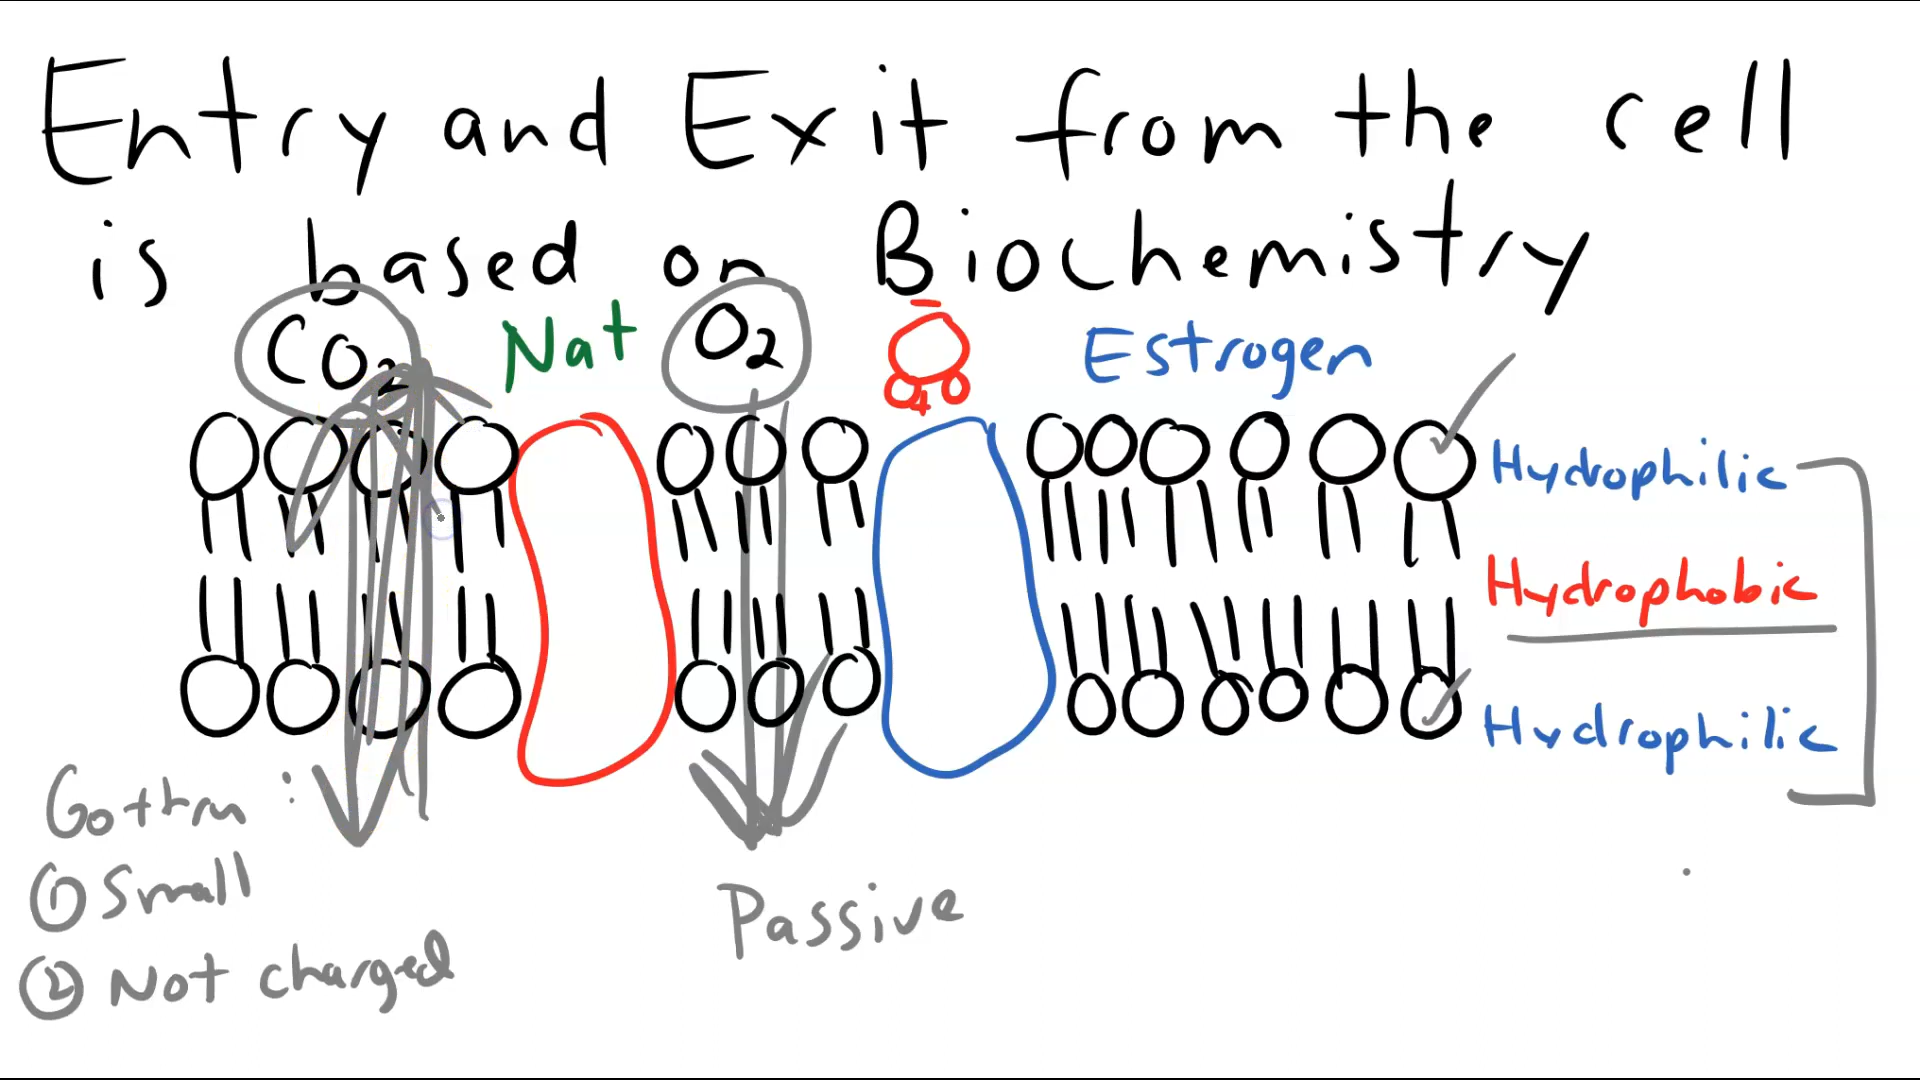 Entry and Exit from the cell
is based on Biochemistry
CO2 Na+ O2 Estrogen
Hydrophilic
Hydrophobic
Hydrophilic
① Small
Passive
② Not charged